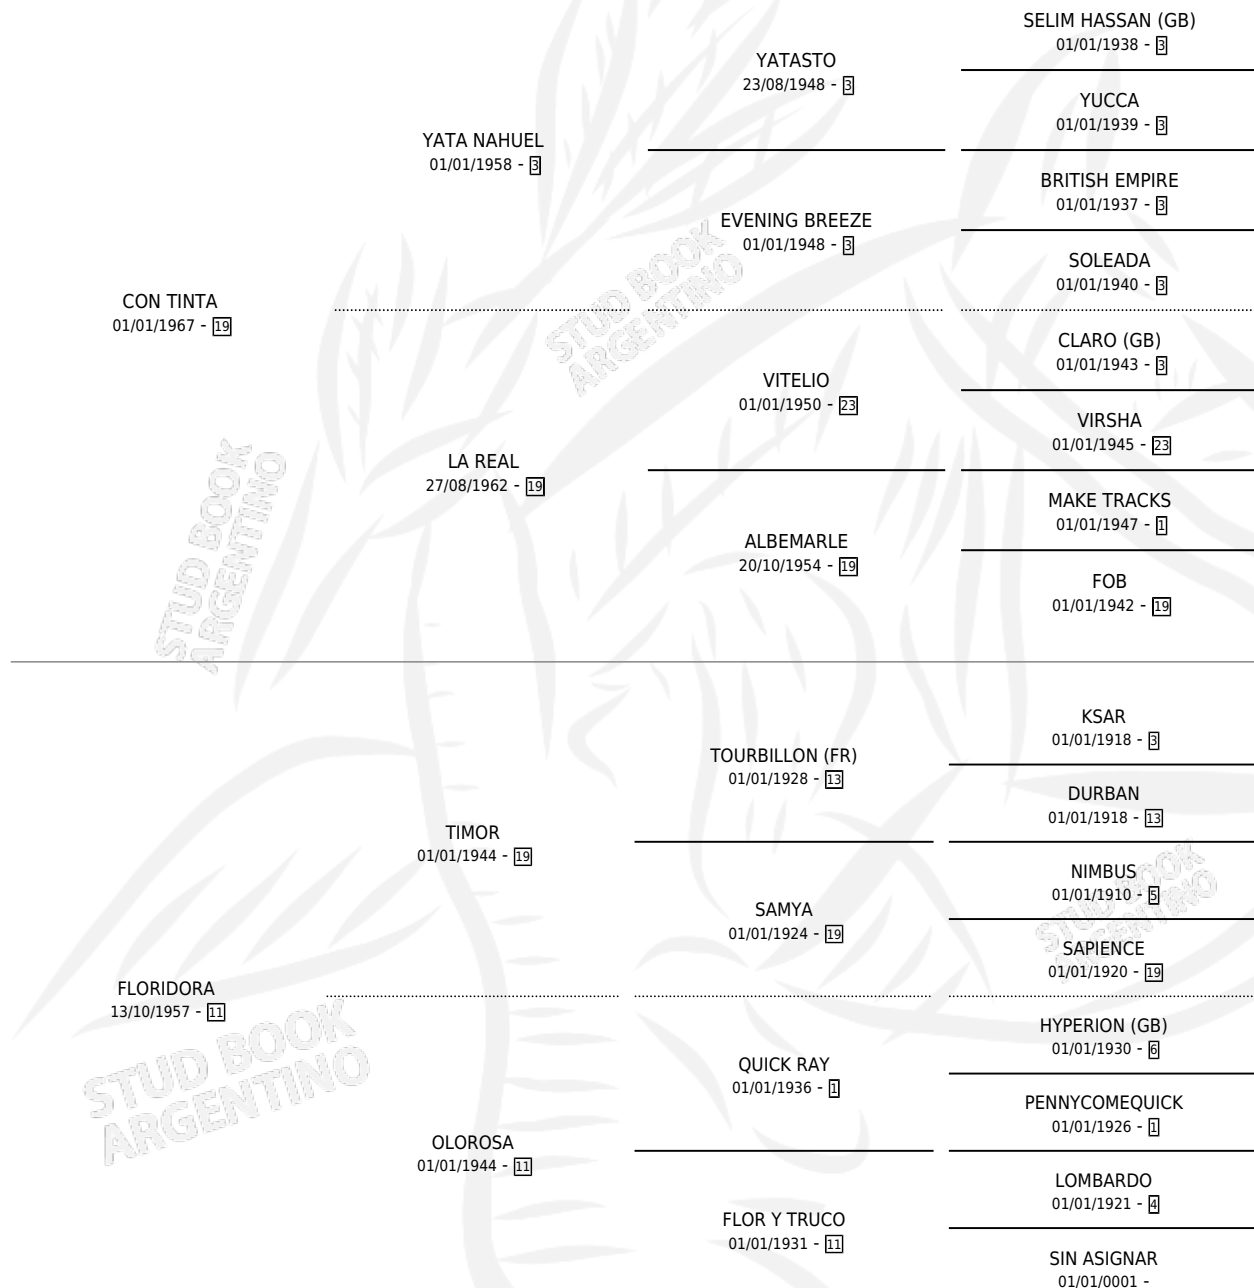 SELIM HASSAN (GB)
01/01/1938 - 3
YATASTO
23/08/1948 - 3
YUCCA
01/01/1939 - 3
YATA NAHUEL
01/01/1958 - 3
BRITISH EMPIRE
01/01/1937 - 3
EVENING BREEZE
01/01/1948 - 3
SOLEADA
01/01/1940 - 3
CON TINTA
01/01/1967 - 19
CLARO (GB)
01/01/1943 - 3
VITELIO
01/01/1950 - 23
VIRSHA
01/01/1945 - 23
LA REAL
27/08/1962 - 19
MAKE TRACKS
01/01/1947 - 1
ALBEMARLE
20/10/1954 - 19
FOB
01/01/1942 - 19
KSAR
01/01/1918 - 3
TOURBILLON (FR)
01/01/1928 - 13
DURBAN
01/01/1918 - 13
TIMOR
01/01/1944 - 19
NIMBUS
01/01/1910 - 5
SAMYA
01/01/1924 - 19
SAPIENCE
01/01/1920 - 19
FLORIDORA
13/10/1957 - 11
HYPERION (GB)
01/01/1930 - 6
QUICK RAY
01/01/1936 - 1
PENNYCOMEQUICK
01/01/1926 - 1
OLOROSA
01/01/1944 - 11
LOMBARDO
01/01/1921 - 4
FLOR Y TRUCO
01/01/1931 - 11
SIN ASIGNAR
01/01/0001 -
STUD BOOK
ARGENTINO
STUD BOOK
ARGENTINO
STUD BOOK
ARGENTINO
STUD BOOK
ARGENTINO